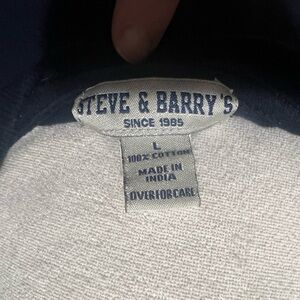 STEVE & BARRY'S
SINCE 1985
L
100% COTTON
MADE IN
INDIA
OVER FOR CARE